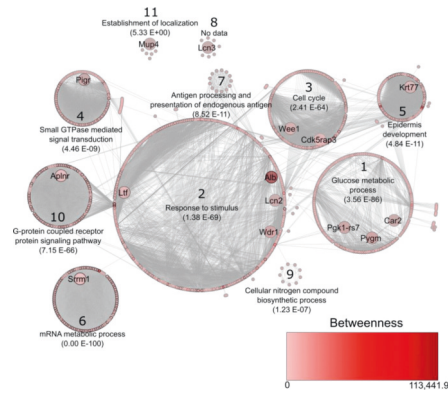 11
Establishment of localization
(5.33 E+00)
Mup4
8
No data
Lcn3
7
Antigen processing and
presentation of endogenous antigen
(8.52 E-11)
Pigr
4
Small GTPase mediated
signal transduction
(4.46 E-09)
3
Cell cycle
(2.41 E-64)
Wee1
Cdk5rap3
Krt77
5
Epidermis
development
(4.84 E-11)
Aplnr
10
G-protein coupled receptor
protein signaling pathway
(7.15 E-66)
Ltf
2
Response to stimulus
(1.38 E-69)
Alb
Lcn2
Wdr1
1
Glucose metabolic
process
(3.56 E-86)
Car2
Pgk1-rs7
Pygm
Srrm1
6
mRNA metabolic process
(0.00 E-100)
9
Cellular nitrogen compound
biosynthetic process
(1.23 E-07)
Betweenness
0
113,441.9